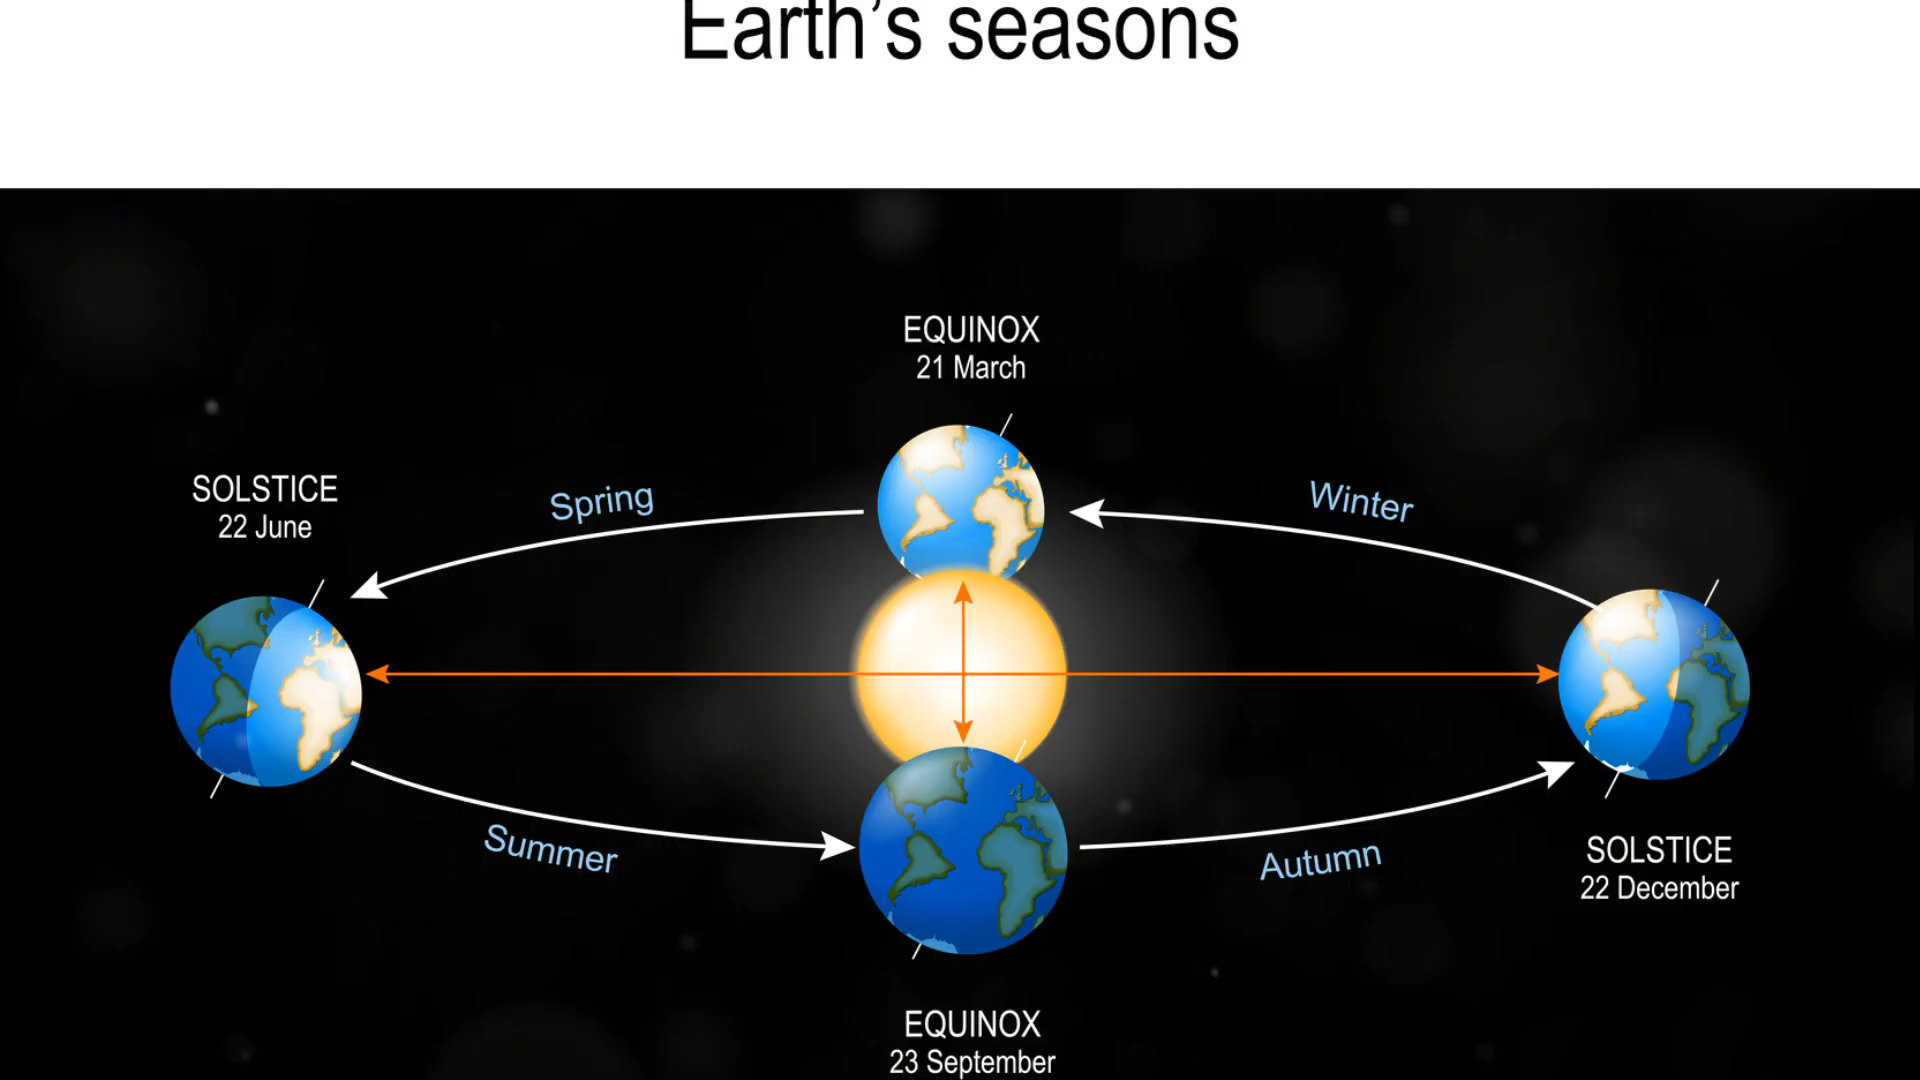 Earth's seasons
EQUINOX
21 March
SOLSTICE
22 June
Spring
Winter
Summer
Autumn
SOLSTICE
22 December
EQUINOX
23 September